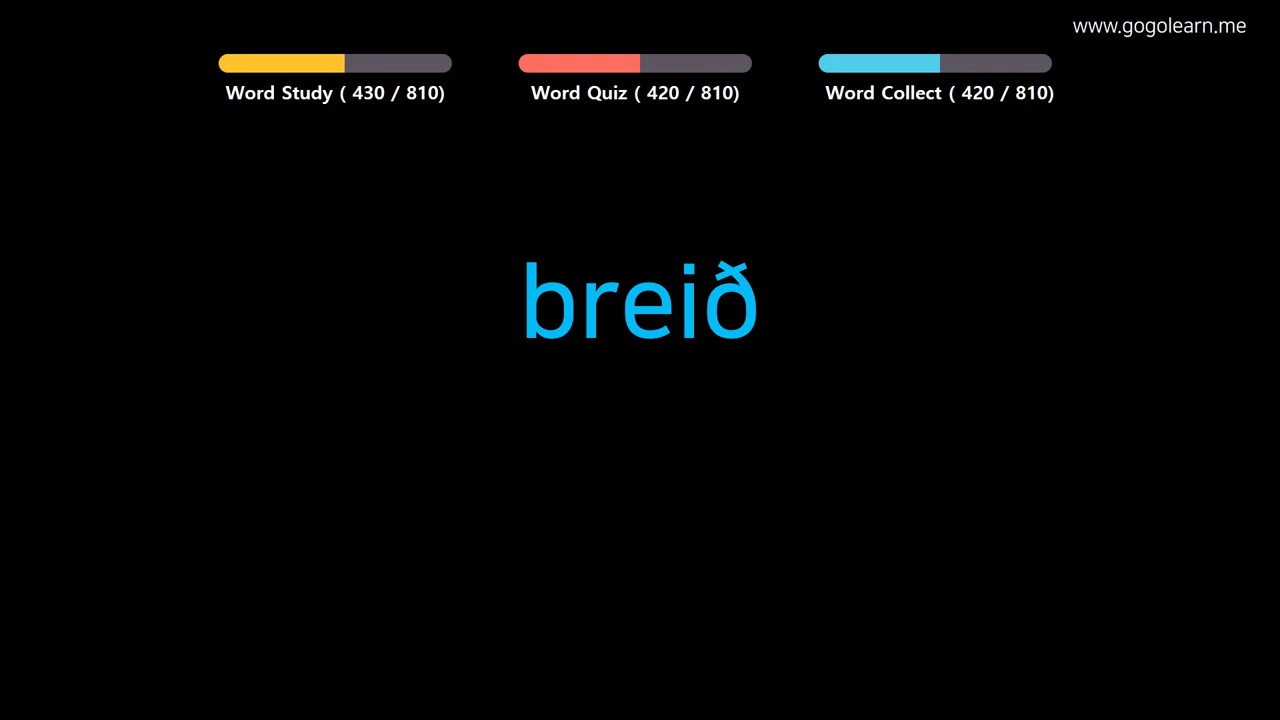 www.gogolearn.me
Word Study ( 430 / 810)
Word Quiz ( 420 / 810)
Word Collect ( 420 / 810)
breið